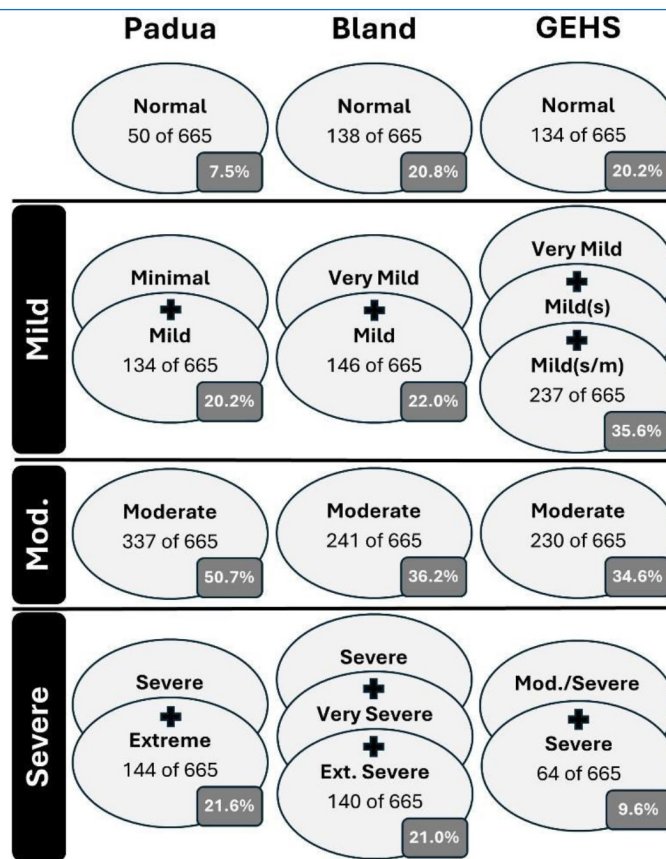 Padua Bland GEHS
Normal Normal Normal
50 of 665 138 of 665 134 of 665
7.5% 20.8% 20.2%
Mild
Very Mild
Minimal Very Mild
Mild(s)
Mild Mild
Mild(s/m)
134 of 665 146 of 665
237 of 665
20.2% 22.0%
35.6%
Mod.
Moderate Moderate Moderate
337 of 665 241 of 665 230 of 665
50.7% 36.2% 34.6%
Severe
Severe
Severe Mod./Severe
Very Severe
Extreme Severe
Ext. Severe
144 of 665 64 of 665
140 of 665
21.6% 9.6%
21.0%